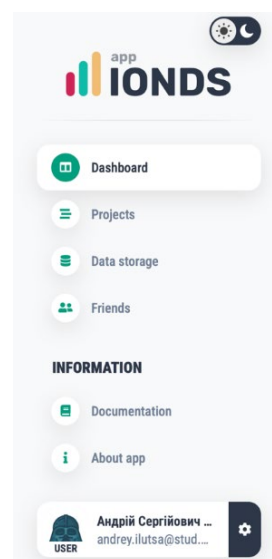 app
IONDS
Dashboard
Projects
Data storage
Friends
INFORMATION
Documentation
About app
Андрій Сергійович ...
andrey.ilutsa@stud....
USER